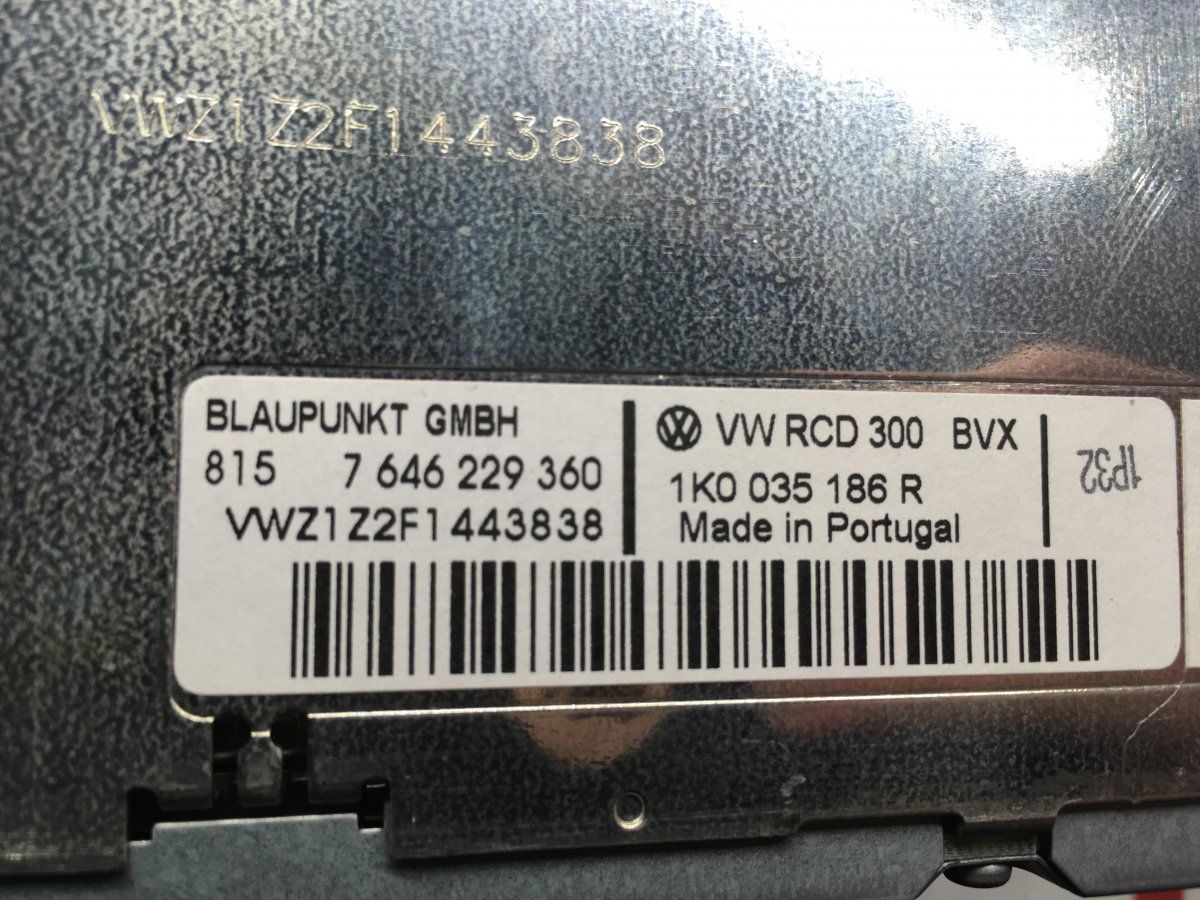 VWZ1Z2F1443838
BLAUPUNKT GMBH
815 7 646 229 360
VWZ1Z2F1443838
VW RCD 300 BVX
1K0 035 186 R
Made in Portugal
1P32